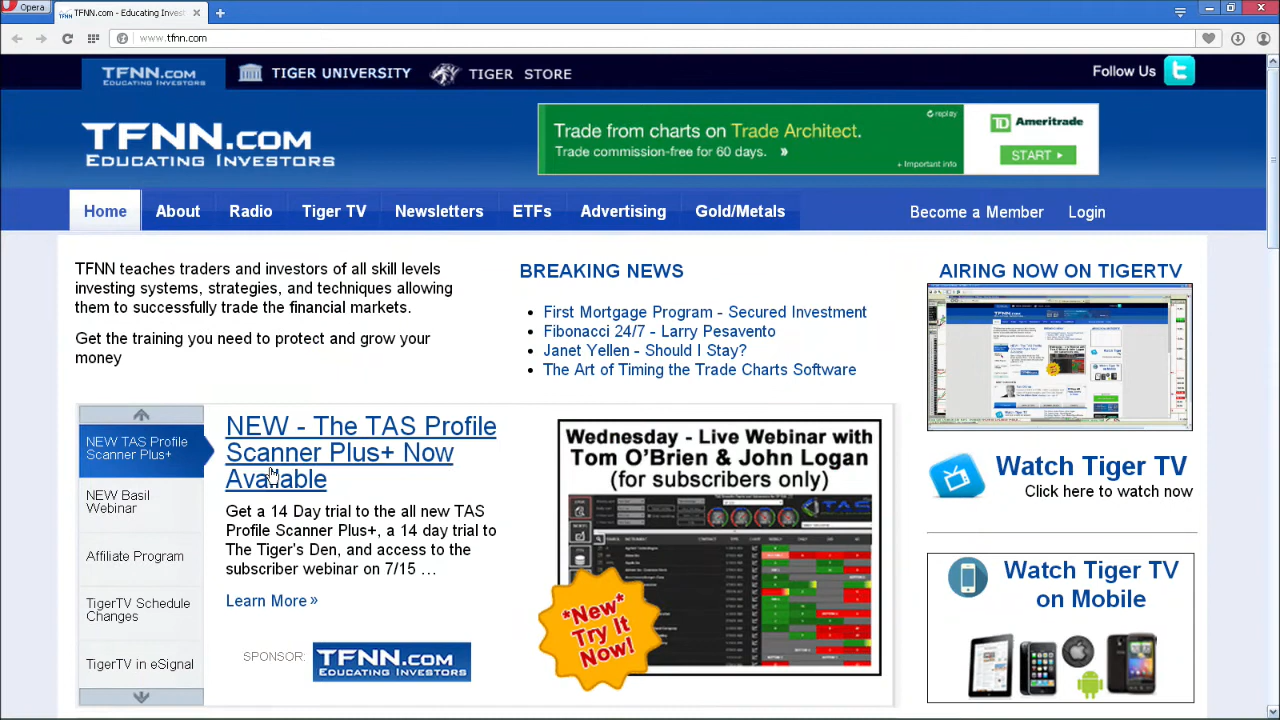 Opera
TFNN.com - Educating Invest
www.tfnn.com
TFNN.COM
EDUCATING INVESTORS
TIGER UNIVERSITY
TIGER STORE
Follow Us
TFNN.COM
EDUCATING INVESTORS
replay
Trade from charts on Trade Architect.
Trade commission-free for 60 days. »
+ Important info
TD Ameritrade
START
Home
About
Radio
Tiger TV
Newsletters
ETFs
Advertising
Gold/Metals
Become a Member
Login
TFNN teaches traders and investors of all skill levels
investing systems, strategies, and techniques allowing
them to successfully trade the financial markets.
Get the training you need to protect and grow your
money
BREAKING NEWS
First Mortgage Program - Secured Investment
Fibonacci 24/7 - Larry Pesavento
Janet Yellen - Should I Stay?
The Art of Timing the Trade Charts Software
AIRING NOW ON TIGERTV
Watch Tiger TV
Click here to watch now
Watch Tiger TV
on Mobile
NEW TAS Profile
Scanner Plus+
NEW Basil
Webinar
Affiliate Program
TigerTV Schedule
NEW - The TAS Profile
Scanner Plus+ Now
Available
Get a 14 Day trial to the all new TAS
Profile Scanner Plus+, a 14 day trial to
The Tiger's Den, and access to the
subscriber webinar on 7/15 …
Learn More »
SPONSOR
TFNN.COM
EDUCATING INVESTORS
Wednesday - Live Webinar with
Tom O'Brien & John Logan
(for subscribers only)
TAS
*New*
Try It
Now!